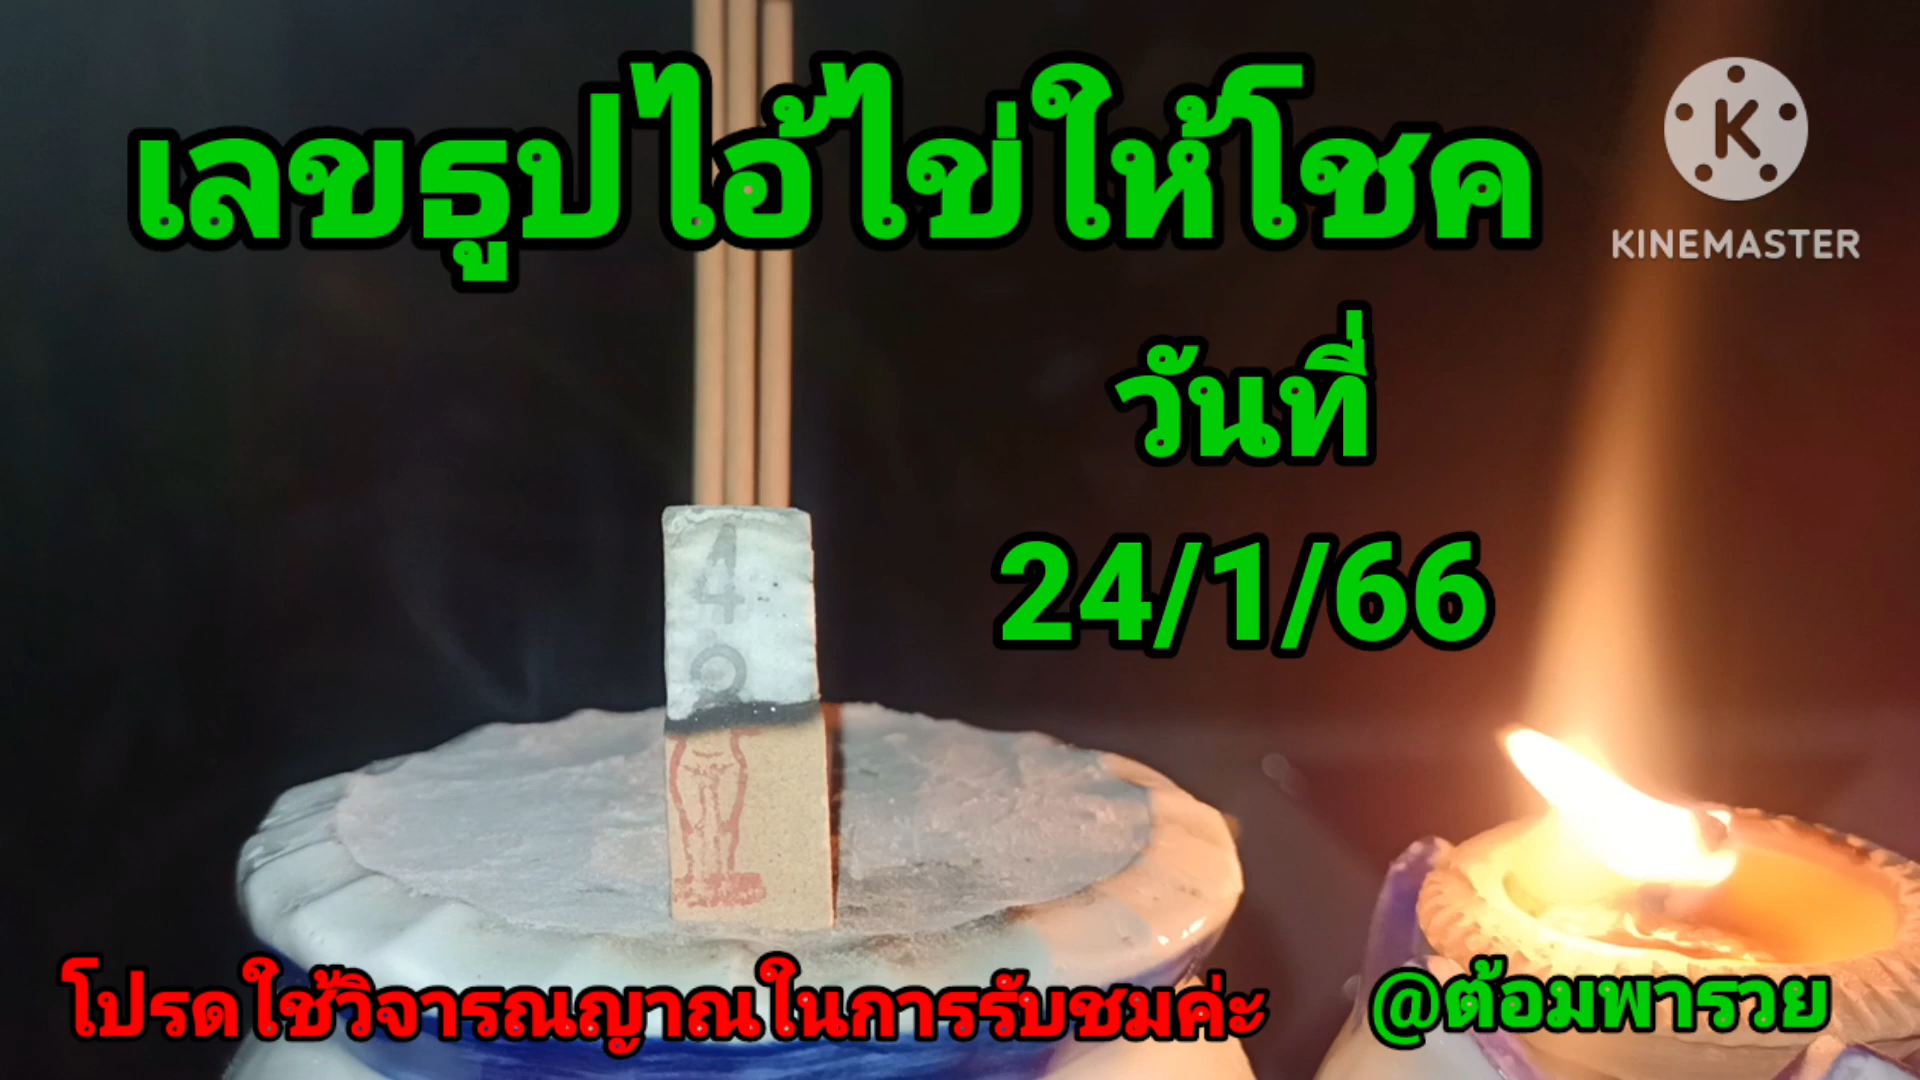 เลขธูปไอ้ไข่ให้โชค
K
KINEMASTER
วันที่
24/1/66
1
4
โปรดใช้วิจารณญาณในการรับชมค่ะ
@ต้อมพารวย